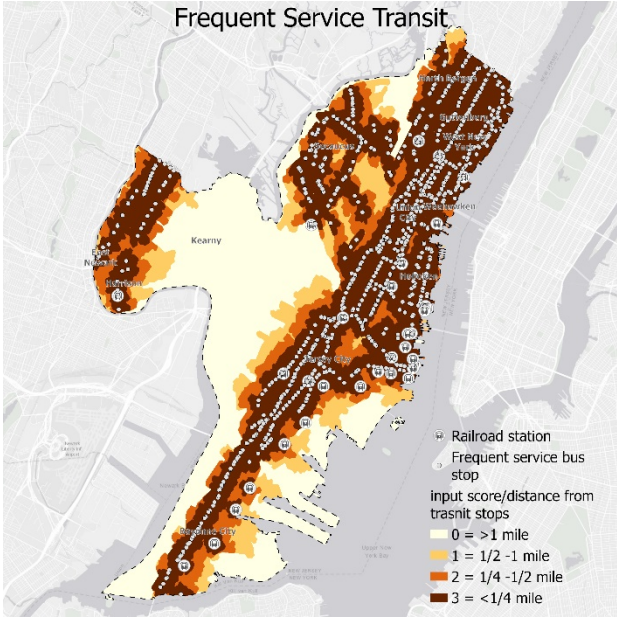 Frequent Service Transit
North Bergen
Guttenberg
West New
York
Secaucus
Union
City
Weehawken
Kearny
East
Newark
Harrison
Hoboken
Jersey City
Bayonne city
Railroad station
Frequent service bus
stop
input score/distance from
trasnit stops
0 = >1 mile
1 = 1/2 -1 mile
2 = 1/4 -1/2 mile
3 = <1/4 mile